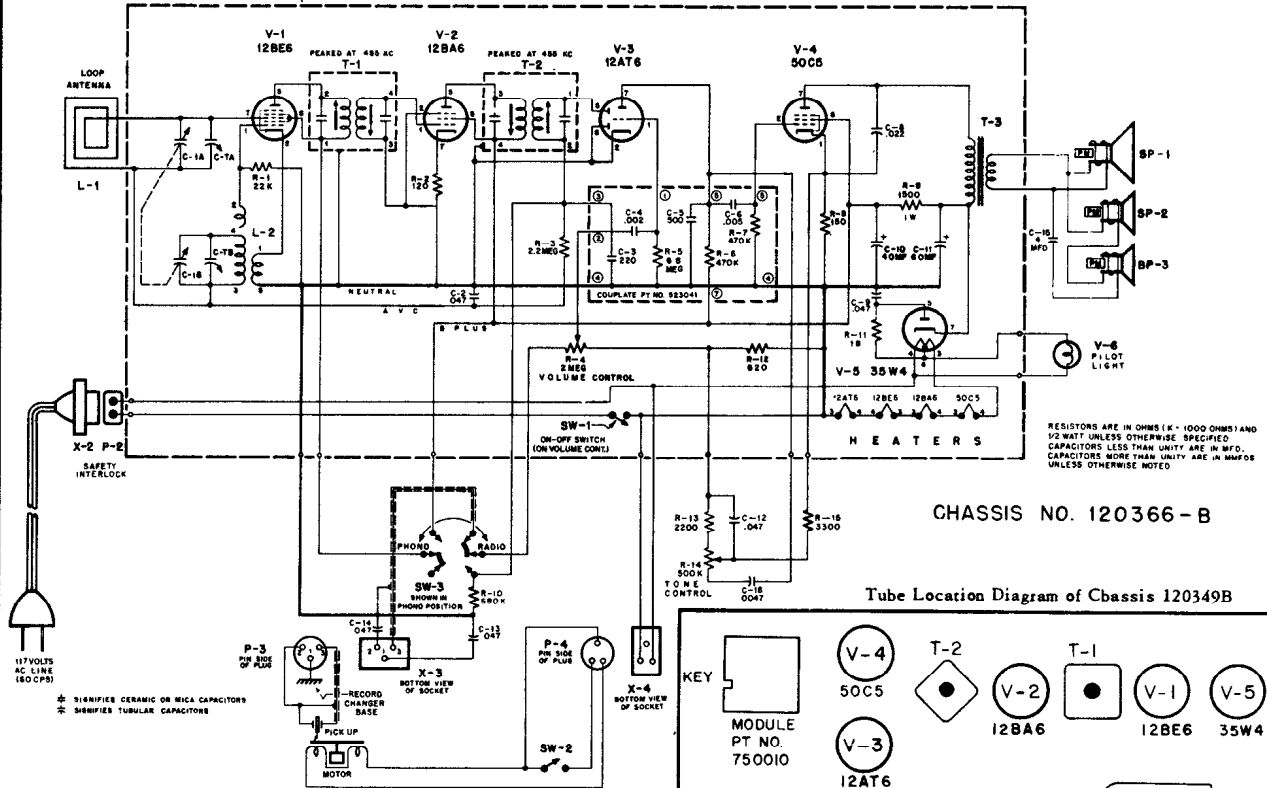 V-1
12BE6
V-2
12BA6
V-3
12AT6
V-4
50C5
PEAKED AT 455 KC
T-1
PEAKED AT 455 KC
T-2
LOOP
ANTENNA
L-1
C-1A
C-7A
R-1
22K
L-2
C-1B
C-7B
R-2
120
R-3
2.2MEG
C-2
.047
NEUTRAL
A V C
B PLUS
C-4
.002
C-3
220
R-5
6.8
MEG
C-5
500
C-6
.005
R-6
470K
R-7
470K
COUPLATE PT NO. 523041
R-8
150
C-8
.022
R-9
1500
1W
C-10
40MF
C-11
60MF
C-9
.047
R-11
18
T-3
SP-1
SP-2
SP-3
PM
PM
PM
C-15
4
MFD
V-5 35W4
V-6
PILOT
LIGHT
R-4
2MEG
VOLUME CONTROL
R-12
820
12AT6
12BE6
12BA6
50C5
HEATERS
X-2 P-2
SAFETY
INTERLOCK
SW-1
ON-OFF SWITCH
(ON VOLUME CONT.)
RESISTORS ARE IN OHMS (K - 1000 OHMS) AND
1/2 WATT UNLESS OTHERWISE SPECIFIED
CAPACITORS LESS THAN UNITY ARE IN MFD.
CAPACITORS MORE THAN UNITY ARE IN MMFDS
UNLESS OTHERWISE NOTED
CHASSIS NO. 120366-B
PHONO
RADIO
SW-3
SHOWN IN
PHONO POSITION
R-10
680K
C-14
.047
C-13
.047
X-3
BOTTOM VIEW
OF SOCKET
R-13
2200
C-12
.047
R-15
3300
R-14
500K
TONE
CONTROL
C-16
.0047
X-4
BOTTOM VIEW
OF SOCKET
P-3
PIN SIDE
OF PLUG
RECORD
CHANGER
BASE
PICK UP
MOTOR
SW-2
P-4
PIN SIDE
OF PLUG
117 VOLTS
AC LINE
(60 CPS)
SIGNIFIES CERAMIC OR MICA CAPACITORS
SIGNIFIES TUBULAR CAPACITORS
Tube Location Diagram of Chassis 120349B
KEY
MODULE
PT NO.
750010
V-4
50C5
V-3
12AT6
T-2
V-2
12BA6
T-1
V-1
12BE6
V-5
35W4